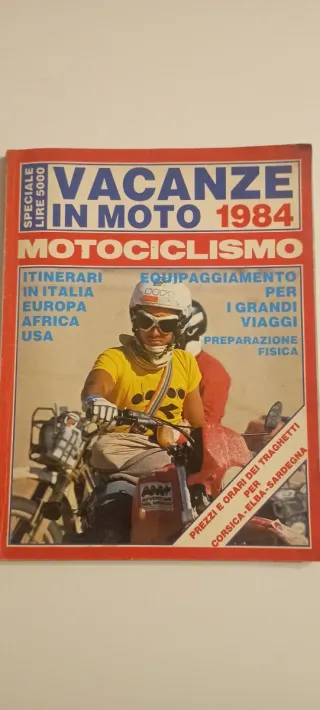 SPECIALE
LIRE 5000
VACANZE
IN MOTO 1984
MOTOCICLISMO
ITINERARI
IN ITALIA
EUROPA
AFRICA
USA
EQUIPAGGIAMENTO
PER
I GRANDI
VIAGGI
PREPARAZIONE
FISICA
PREZZI E ORARI DEI TRAGHETTI
PER
CORSICA-ELBA-SARDEGNA